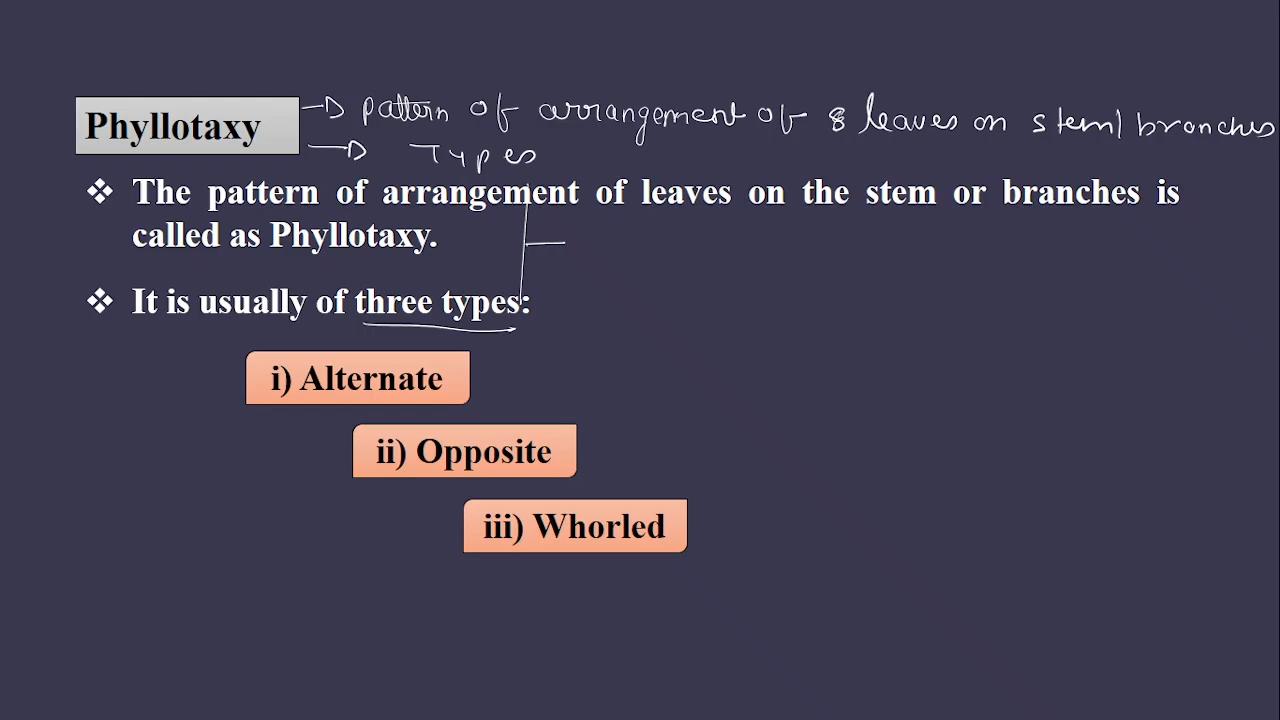 Phyllotaxy → pattern of arrangement of leaves on stem/branches
→ Types
❖ The pattern of arrangement of leaves on the stem or branches is
called as Phyllotaxy.
❖ It is usually of three types:
i) Alternate
ii) Opposite
iii) Whorled